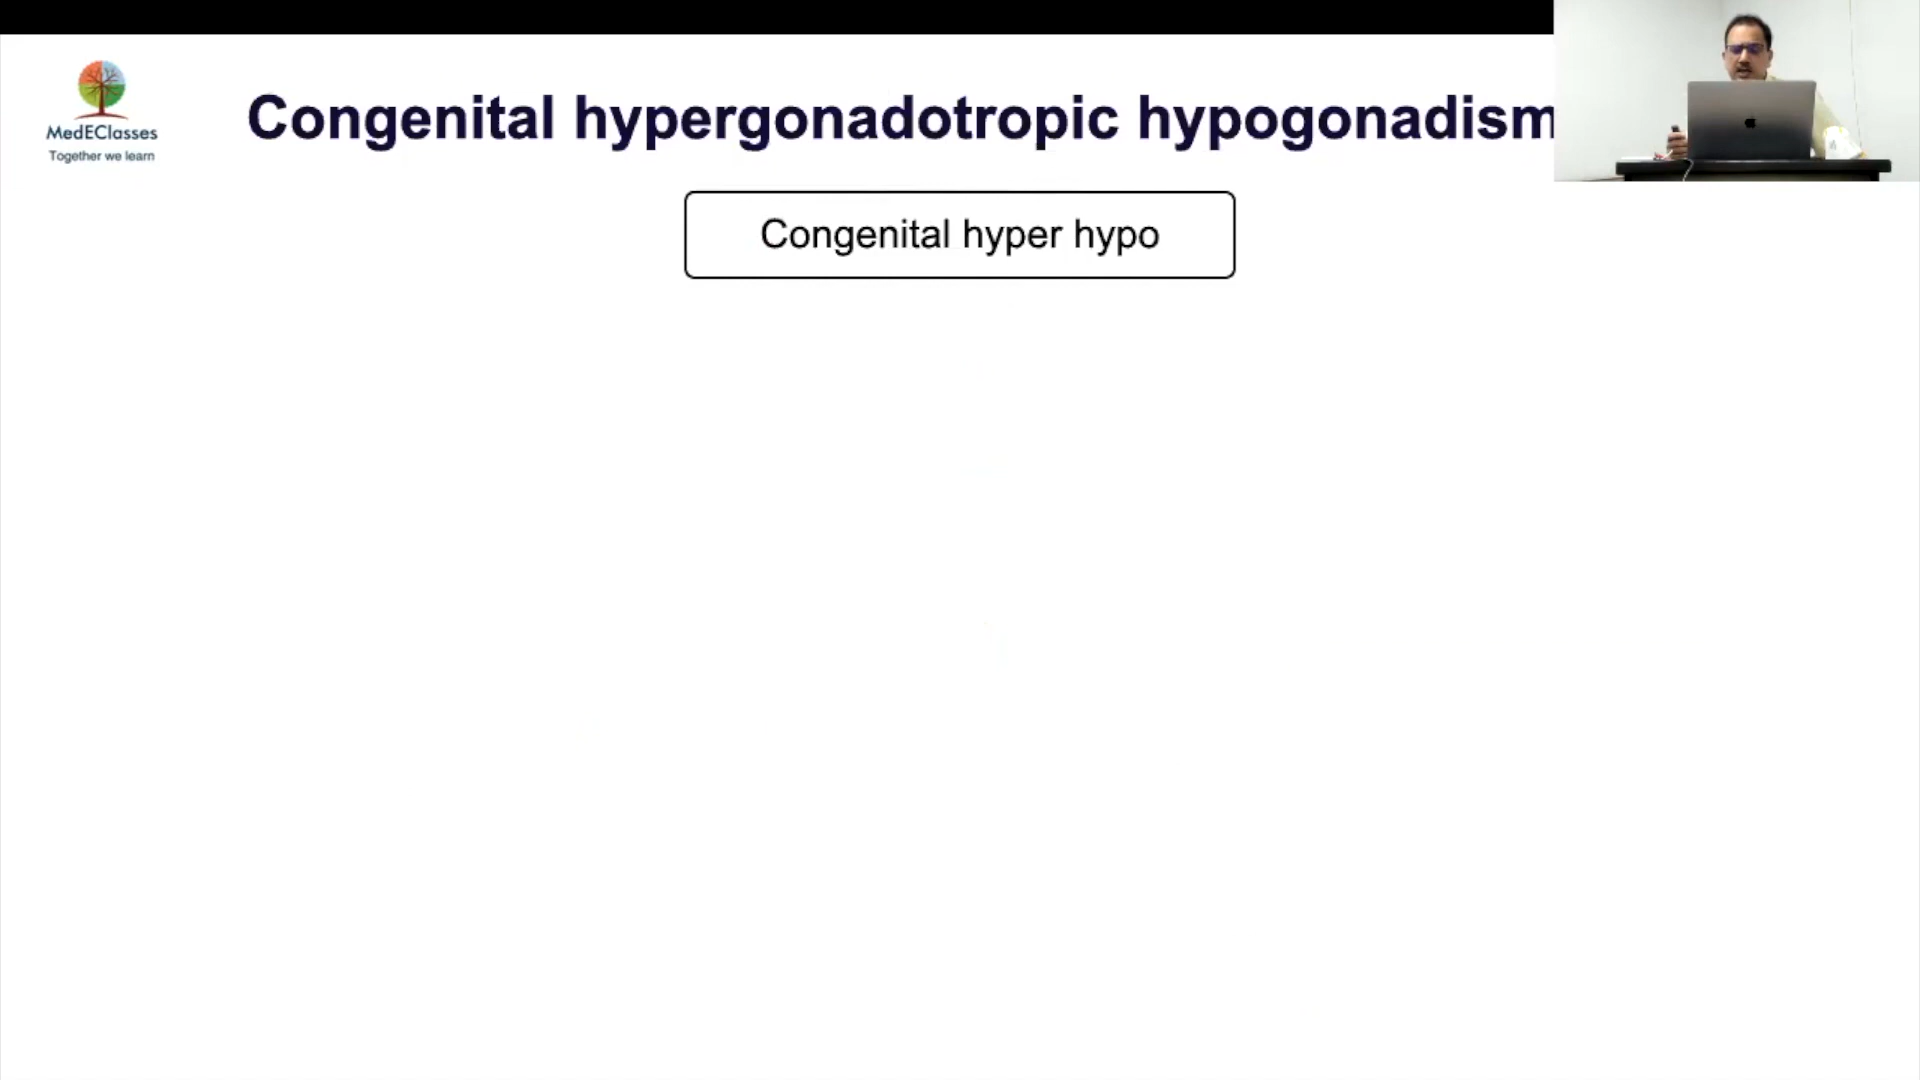 MedEClasses
Together we learn
Congenital hypergonadotropic hypogonadism
Congenital hyper hypo